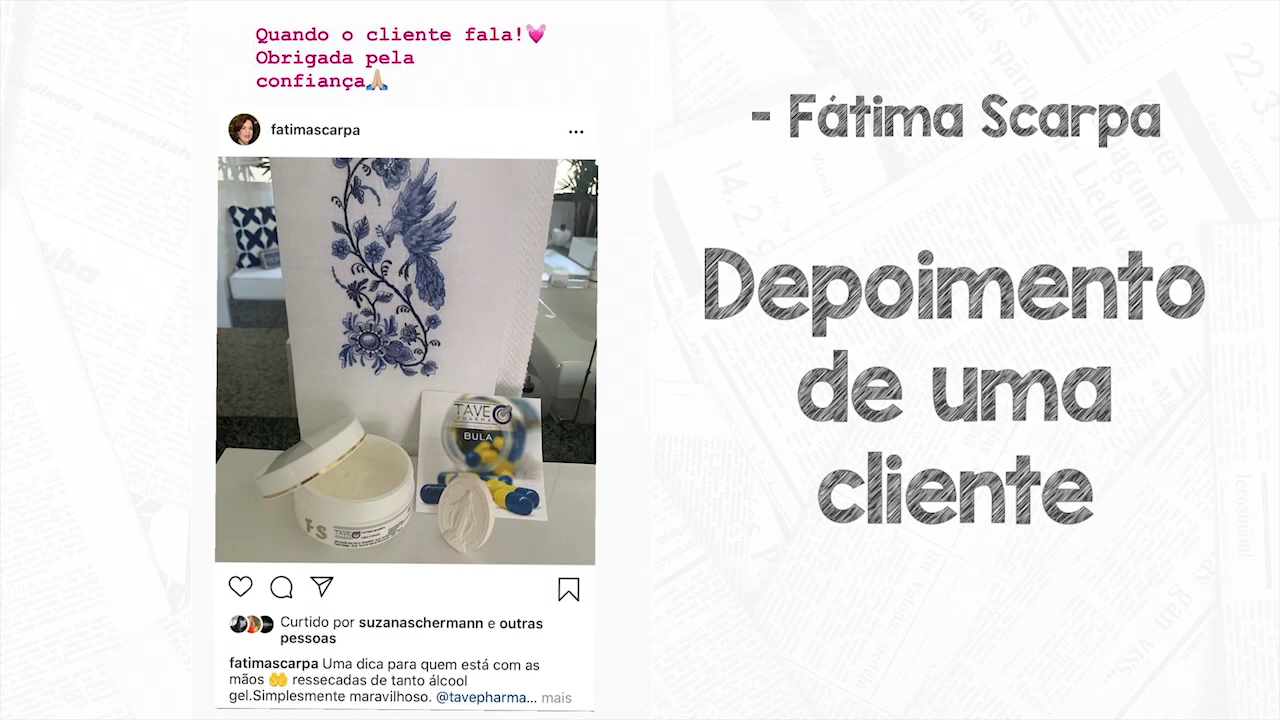 Quando o cliente fala!💓
Obrigada pela
confiança🙏🏼
fatimascarpa
TAVE
PHARMA
BULA
FS
TAVE
Curtido por suzanaschermann e outras
pessoas
fatimascarpa Uma dica para quem está com as
mãos 🤲 ressecadas de tanto álcool
gel.Simplesmente maravilhoso. @tavepharma... mais
- Fátima Scarpa
Depoimento
de uma
cliente